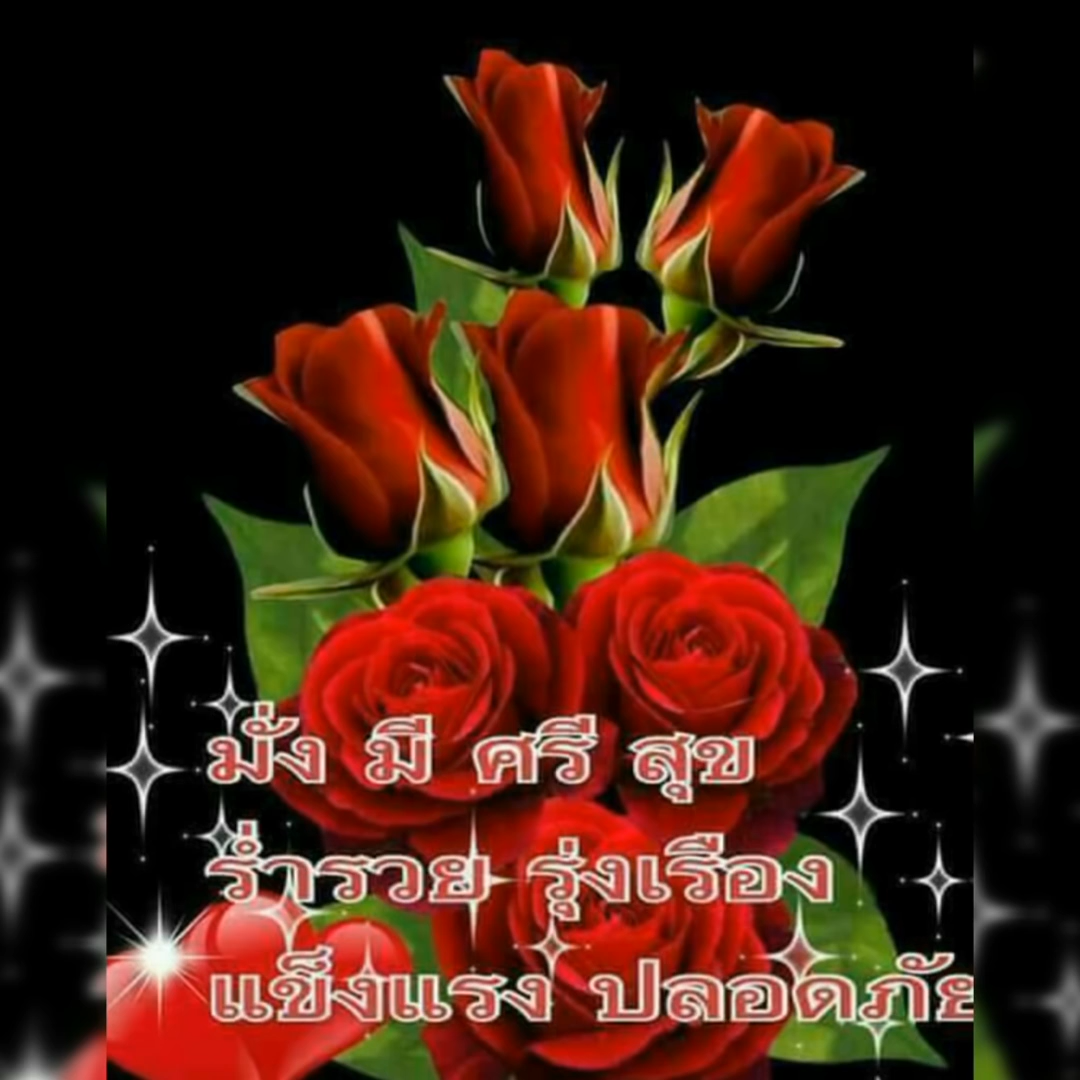 มั่ง มี ศรี สุข
ร่ำรวย รุ่งเรือง
แข็งแรง ปลอดภัย